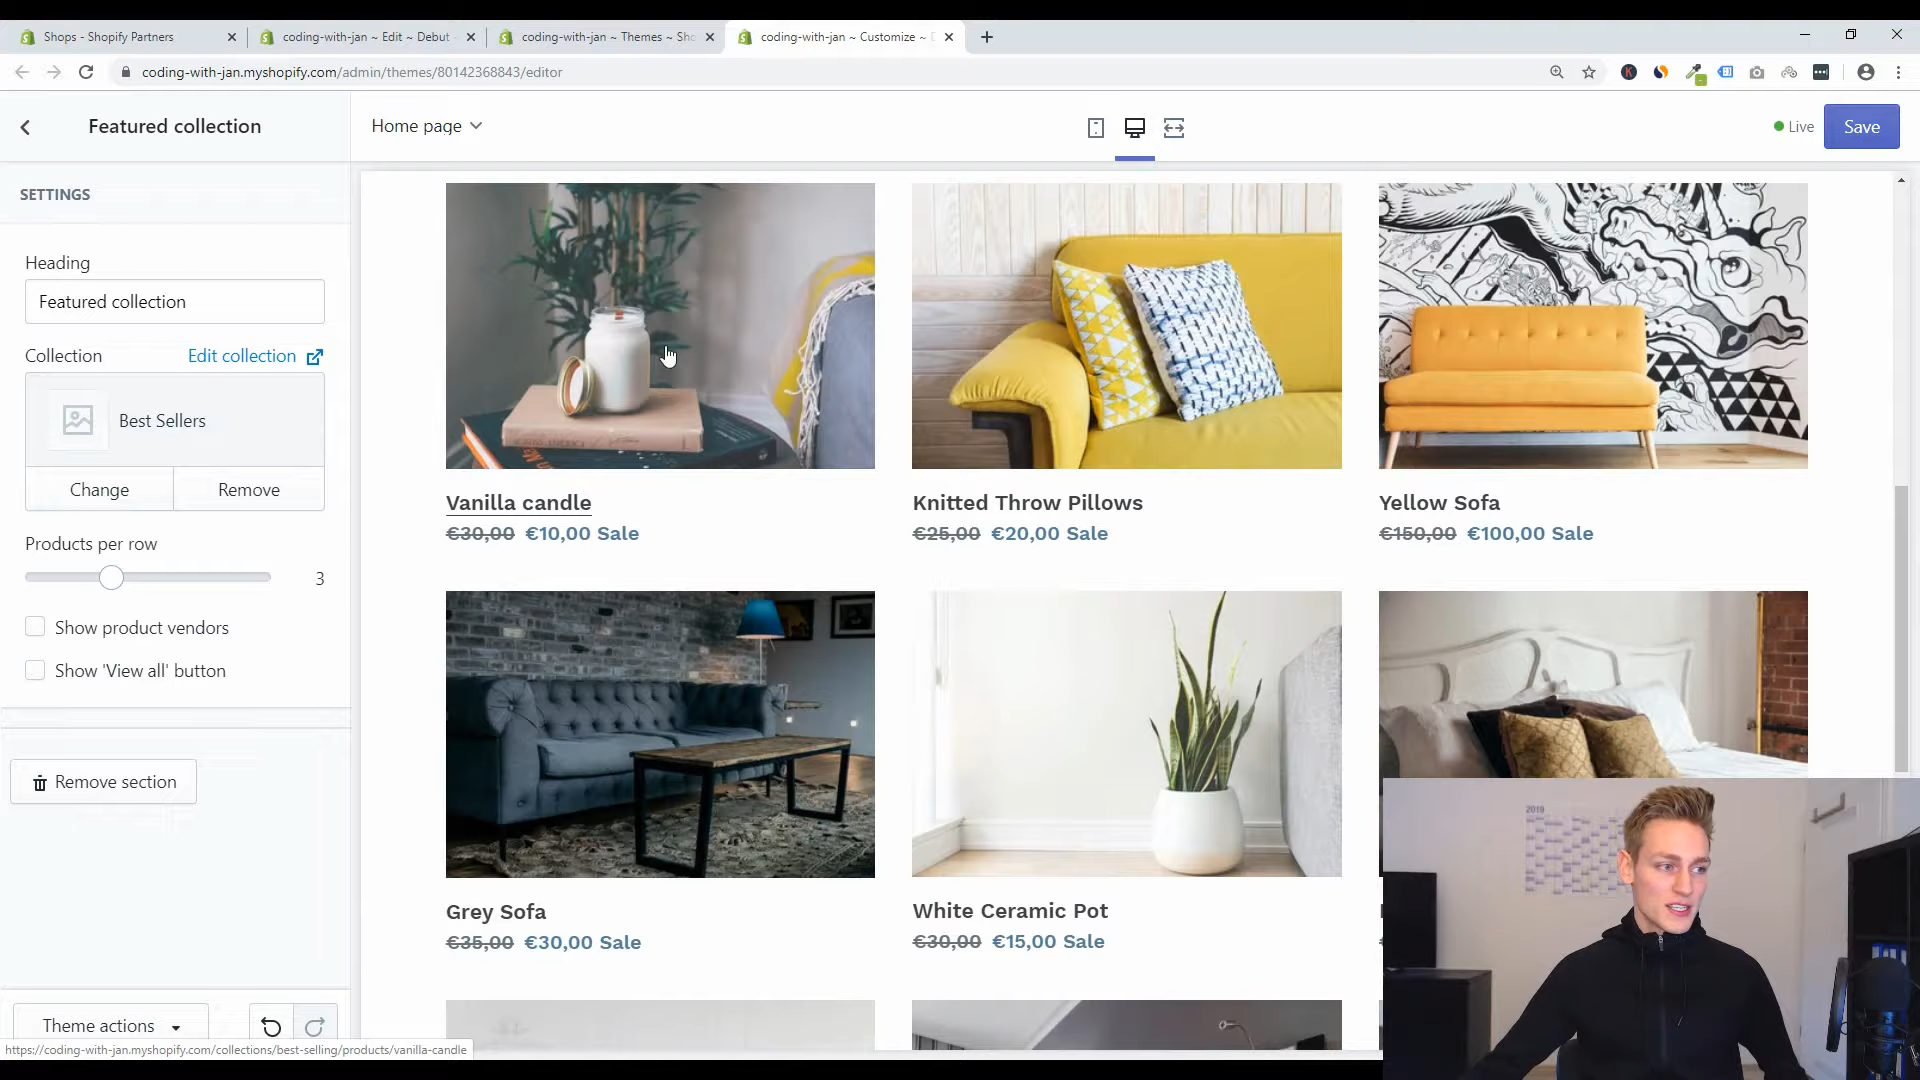 Shops - Shopify Partners
coding-with-jan ~ Edit ~ Debut
coding-with-jan ~ Themes ~ Sho
coding-with-jan ~ Customize ~
coding-with-jan.myshopify.com/admin/themes/80142368843/editor
Featured collection
Home page
Live
Save
SETTINGS
Heading
Featured collection
Collection
Edit collection
Best Sellers
Change
Remove
Products per row
3
Show product vendors
Show 'View all' button
Remove section
Theme actions
https://coding-with-jan.myshopify.com/collections/best-selling/products/vanilla-candle
Vanilla candle
€30,00 €10,00 Sale
Knitted Throw Pillows
€25,00 €20,00 Sale
Yellow Sofa
€150,00 €100,00 Sale
Grey Sofa
€35,00 €30,00 Sale
White Ceramic Pot
€30,00 €15,00 Sale
2019